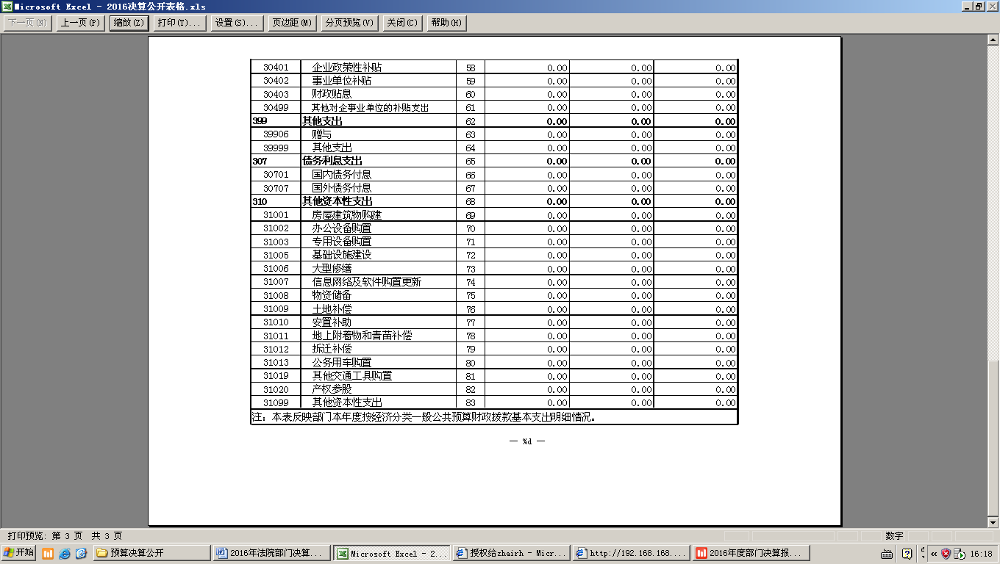 Microsoft Excel - 2016决算公开表格.xls
下一页(N) 上一页(P) 缩放(Z) 打印(T)... 设置(S)... 页边距(M) 分页预览(V) 关闭(C) 帮助(H)
30401 企业政策性补贴 58 0.00 0.00 0.00
30402 事业单位补贴 59 0.00 0.00 0.00
30403 财政贴息 60 0.00 0.00 0.00
30499 其他对企事业单位的补贴支出 61 0.00 0.00 0.00
399 其他支出 62 0.00 0.00 0.00
39906 赠与 63 0.00 0.00 0.00
39999 其他支出 64 0.00 0.00 0.00
307 债务利息支出 65 0.00 0.00 0.00
30701 国内债务付息 66 0.00 0.00 0.00
30707 国外债务付息 67 0.00 0.00 0.00
310 其他资本性支出 68 0.00 0.00 0.00
31001 房屋建筑物购建 69 0.00 0.00 0.00
31002 办公设备购置 70 0.00 0.00 0.00
31003 专用设备购置 71 0.00 0.00 0.00
31005 基础设施建设 72 0.00 0.00 0.00
31006 大型修缮 73 0.00 0.00 0.00
31007 信息网络及软件购置更新 74 0.00 0.00 0.00
31008 物资储备 75 0.00 0.00 0.00
31009 土地补偿 76 0.00 0.00 0.00
31010 安置补助 77 0.00 0.00 0.00
31011 地上附着物和青苗补偿 78 0.00 0.00 0.00
31012 拆迁补偿 79 0.00 0.00 0.00
31013 公务用车购置 80 0.00 0.00 0.00
31019 其他交通工具购置 81 0.00 0.00 0.00
31020 产权参股 82 0.00 0.00 0.00
31099 其他资本性支出 83 0.00 0.00 0.00
注：本表反映部门本年度按经济分类一般公共预算财政拨款基本支出明细情况。
— %d —
打印预览：第 3 页 共 3 页 数字
开始 预算决算公开 2016年法院部门决算... Microsoft Excel - 2... 授权给zhairh - Micr... http://192.168.168.... 2016年度部门决算报... 16:18